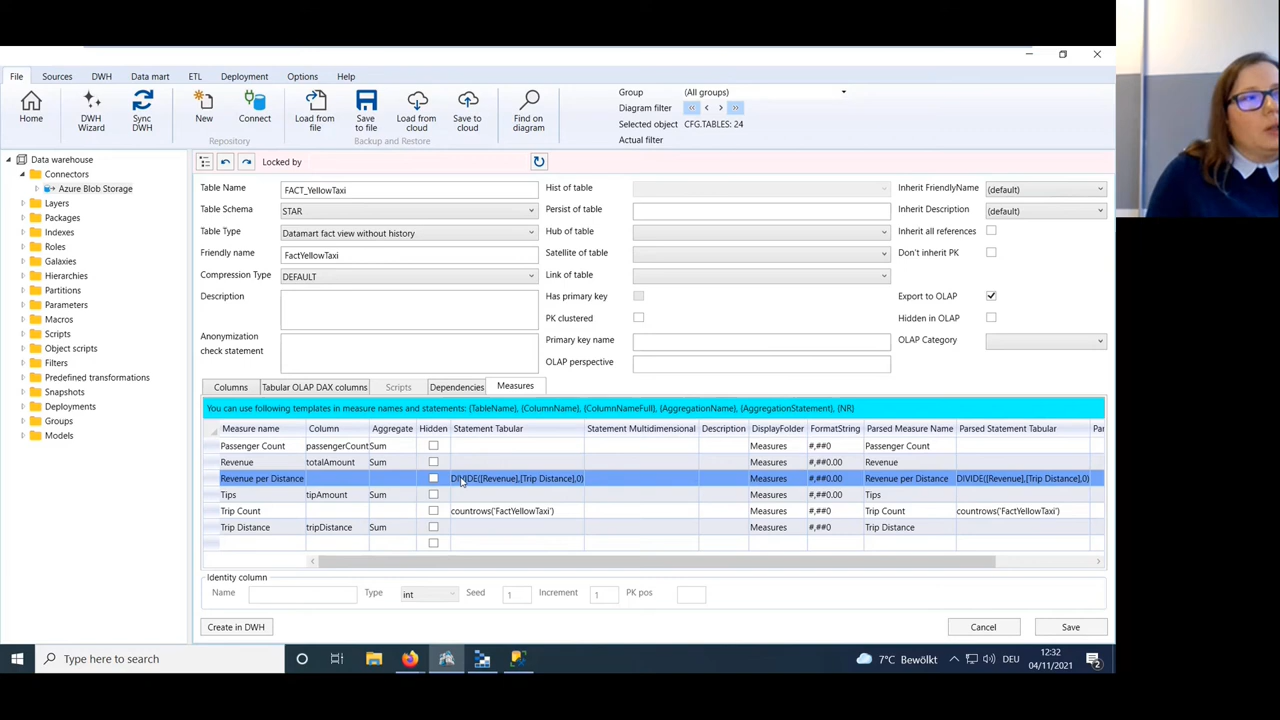 File Sources DWH Data mart ETL Deployment Options Help
Home DWH Wizard Sync DWH New Connect Load from file Save to file Load from cloud Save to cloud Find on diagram
Repository Backup and Restore
Group (All groups)
Diagram filter
Selected object CFG.TABLES: 24
Actual filter
Data warehouse
Connectors
Azure Blob Storage
Layers
Packages
Indexes
Roles
Galaxies
Hierarchies
Partitions
Parameters
Macros
Scripts
Object scripts
Filters
Predefined transformations
Snapshots
Deployments
Groups
Models
Locked by
Table Name FACT_YellowTaxi
Table Schema STAR
Table Type Datamart fact view without history
Friendly name FactYellowTaxi
Compression Type DEFAULT
Description
Anonymization
check statement
Hist of table
Persist of table
Hub of table
Satellite of table
Link of table
Has primary key
PK clustered
Primary key name
OLAP perspective
Inherit FriendlyName (default)
Inherit Description (default)
Inherit all references
Don't inherit PK
Export to OLAP
Hidden in OLAP
OLAP Category
Columns Tabular OLAP DAX columns Scripts Dependencies Measures
You can use following templates in measure names and statements: {TableName}, {ColumnName}, {ColumnNameFull}, {AggregationName}, {AggregationStatement}, {NR}
Measure name Column Aggregate Hidden Statement Tabular Statement Multidimensional Description DisplayFolder FormatString Parsed Measure Name Parsed Statement Tabular Par
Passenger Count passengerCount Sum Measures #,##0 Passenger Count
Revenue totalAmount Sum Measures #,##0.00 Revenue
Revenue per Distance DIVIDE([Revenue],[Trip Distance],0) Measures #,##0.00 Revenue per Distance DIVIDE([Revenue],[Trip Distance],0)
Tips tipAmount Sum Measures #,##0.00 Tips
Trip Count countrows('FactYellowTaxi') Measures #,##0 Trip Count countrows('FactYellowTaxi')
Trip Distance tripDistance Sum Measures #,##0 Trip Distance
Identity column
Name Type int Seed 1 Increment 1 PK pos
Create in DWH Cancel Save
Type here to search
7°C Bewölkt DEU 12:32
04/11/2021
2